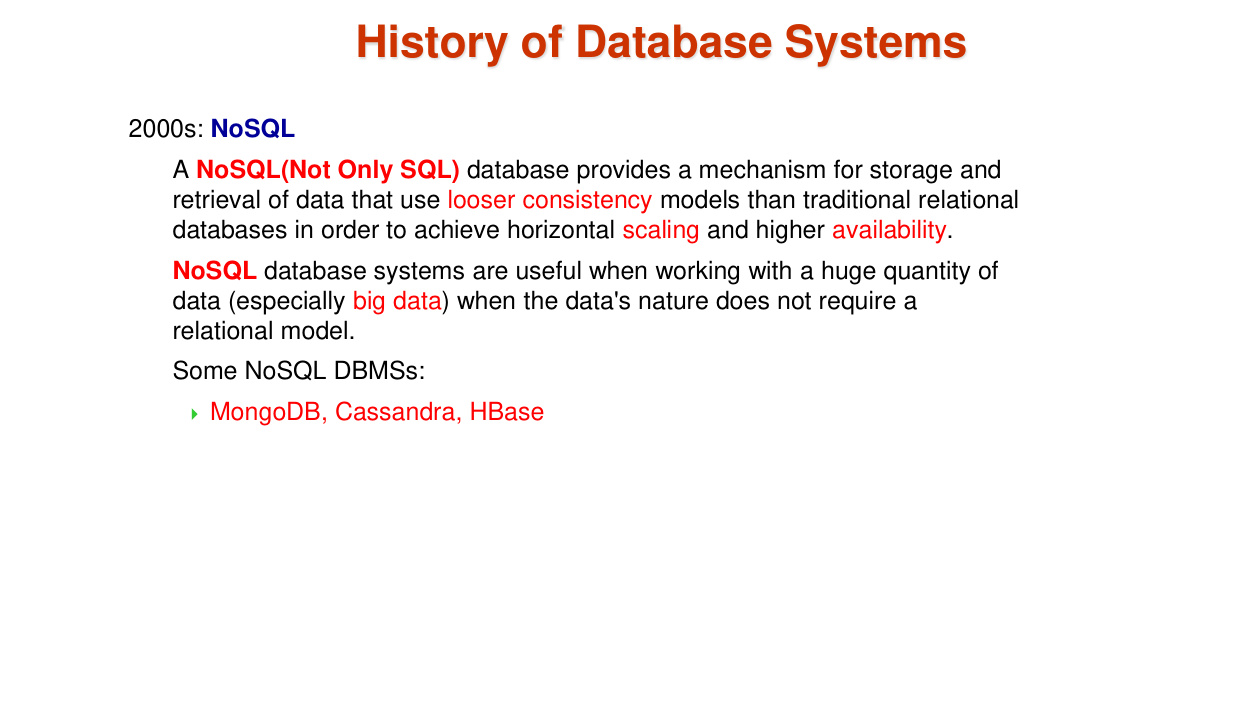 History of Database Systems
2000s: NoSQL
A NoSQL(Not Only SQL) database provides a mechanism for storage and
retrieval of data that use looser consistency models than traditional relational
databases in order to achieve horizontal scaling and higher availability.
NoSQL database systems are useful when working with a huge quantity of
data (especially big data) when the data's nature does not require a
relational model.
Some NoSQL DBMSs:
MongoDB, Cassandra, HBase